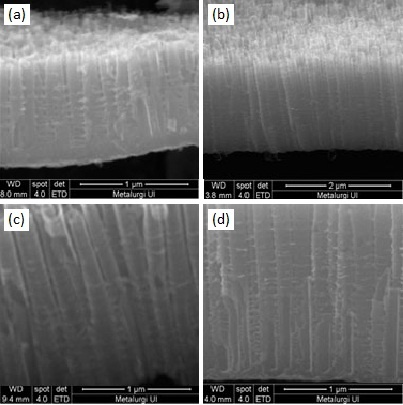 (a)
WD spot det 1 µm
8.0 mm 4.0 ETD Metalurgi UI
(b)
WD spot det 2 µm
3.8 mm 4.0 ETD Metalurgi UI
(c)
WD spot det 1 µm
9.4 mm 4.0 ETD Metalurgi UI
(d)
WD spot det 1 µm
4.0 mm 4.0 ETD Metalurgi UI